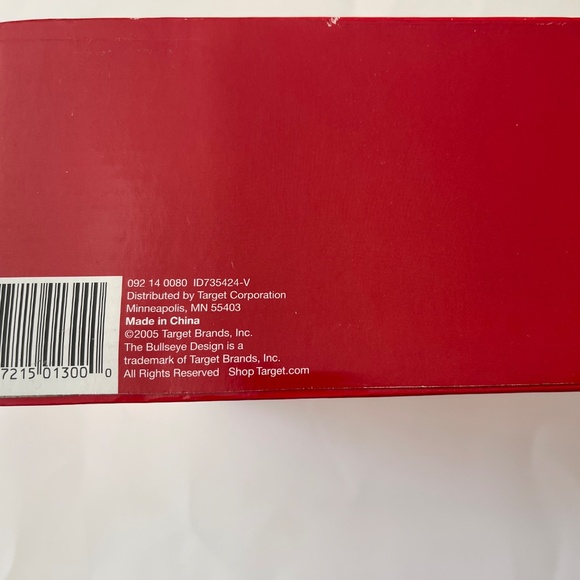 092 14 0080 ID735424-V
Distributed by Target Corporation
Minneapolis, MN 55403
Made in China
©2005 Target Brands, Inc.
The Bullseye Design is a
trademark of Target Brands, Inc.
All Rights Reserved Shop Target.com
7215 01300 0